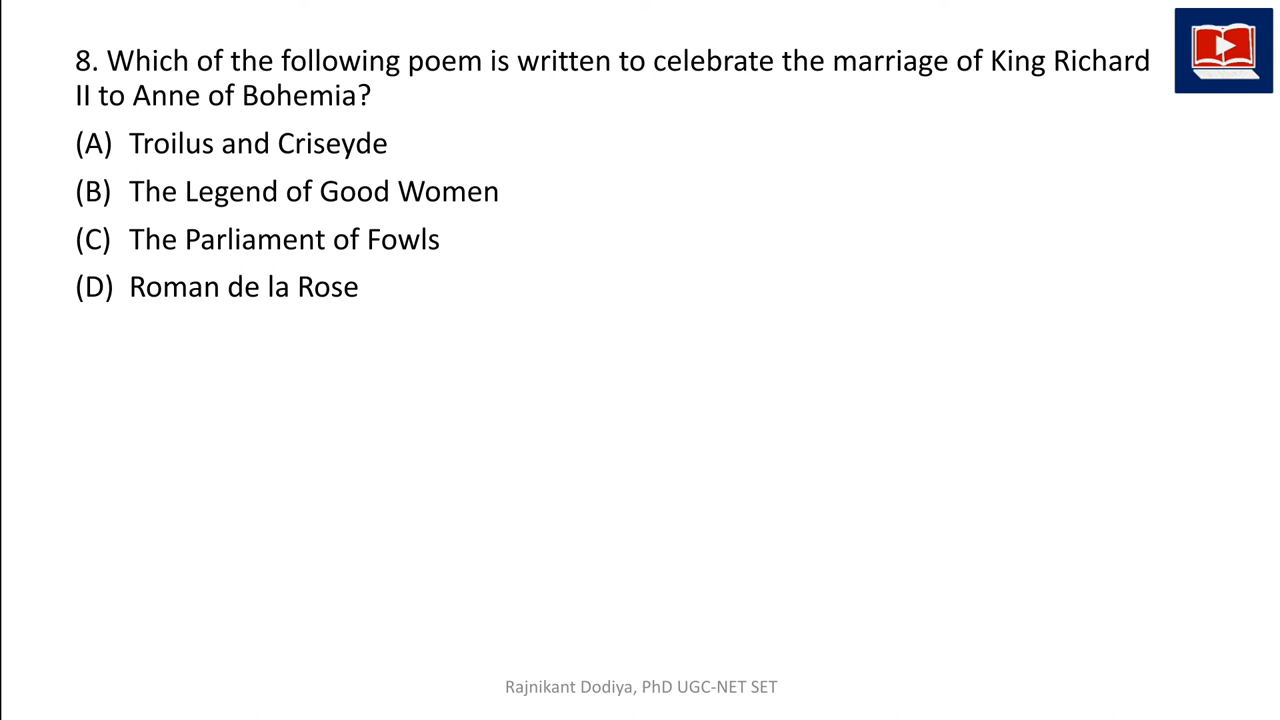 8. Which of the following poem is written to celebrate the marriage of King Richard
II to Anne of Bohemia?
(A) Troilus and Criseyde
(B) The Legend of Good Women
(C) The Parliament of Fowls
(D) Roman de la Rose
Rajnikant Dodiya, PhD UGC-NET SET